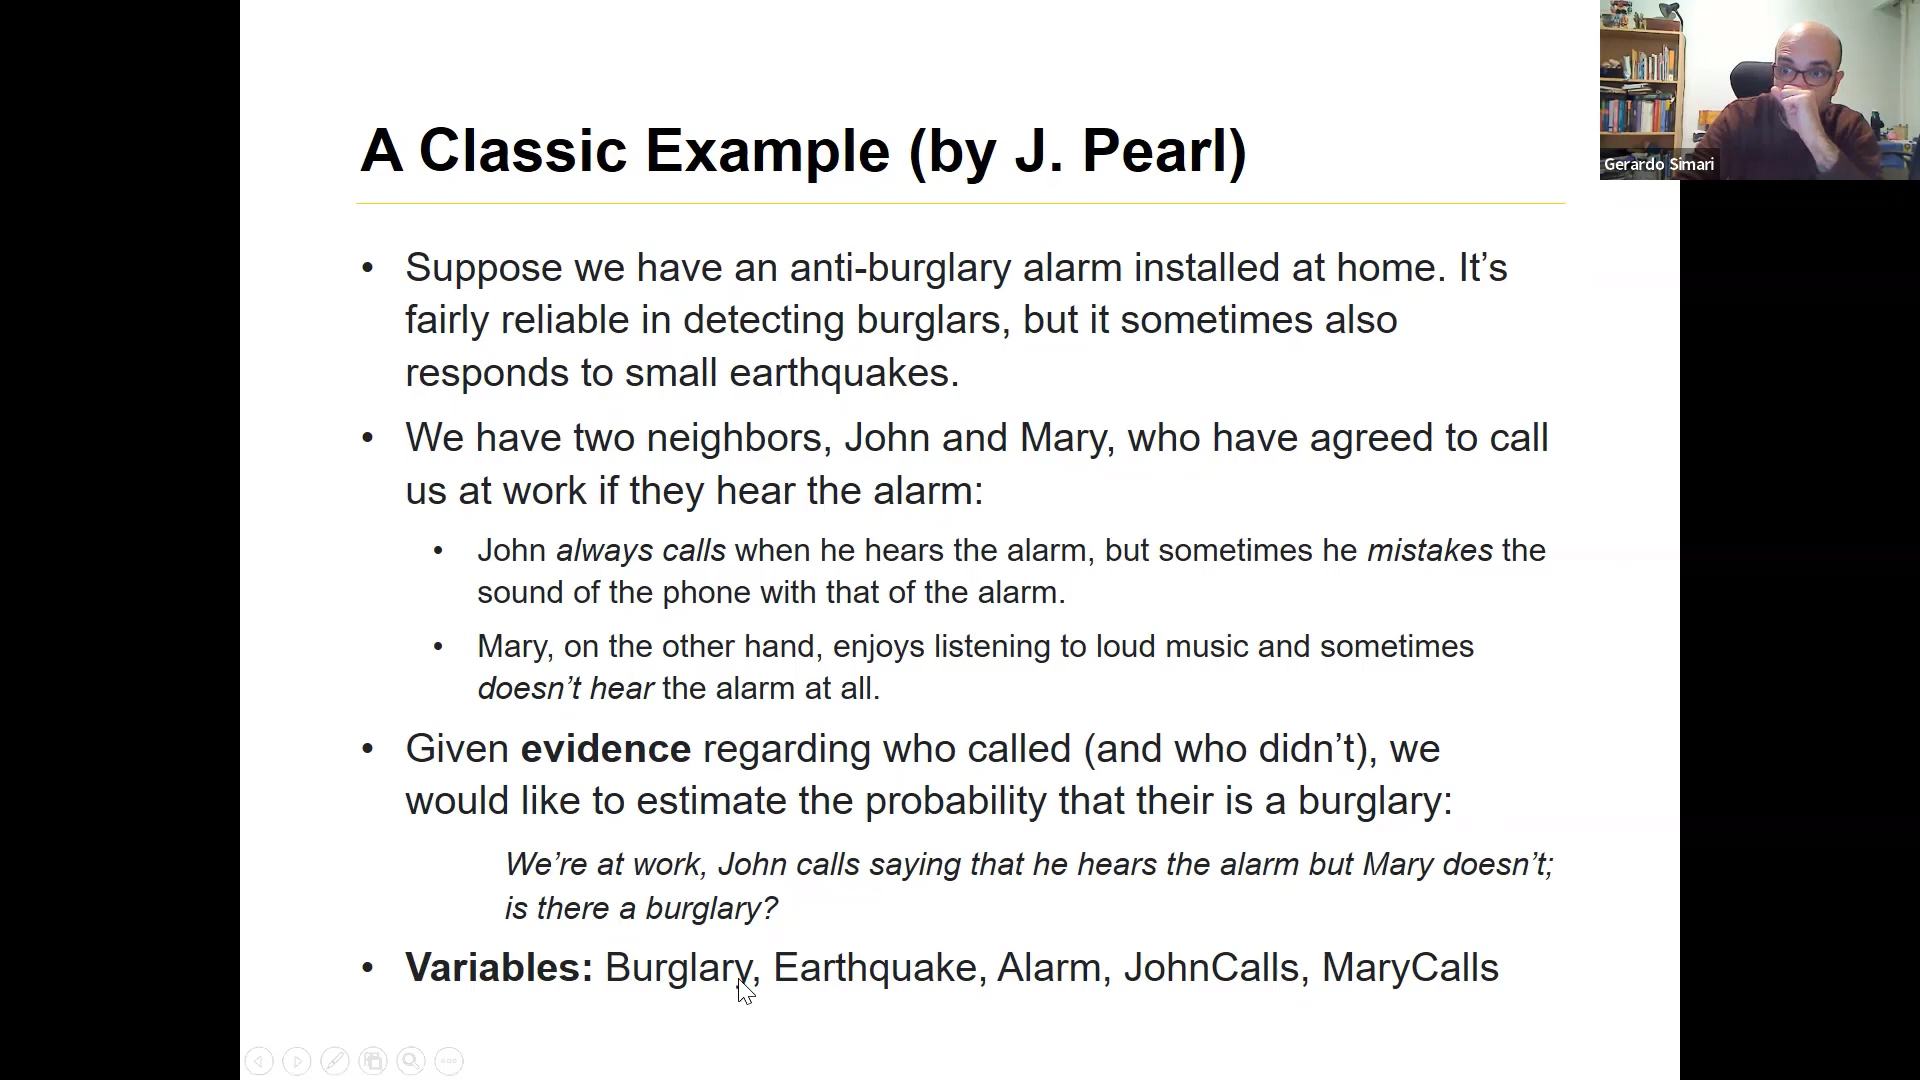 A Classic Example (by J. Pearl)
Gerardo Simari
• Suppose we have an anti-burglary alarm installed at home. It’s
fairly reliable in detecting burglars, but it sometimes also
responds to small earthquakes.
• We have two neighbors, John and Mary, who have agreed to call
us at work if they hear the alarm:
• John always calls when he hears the alarm, but sometimes he mistakes the
sound of the phone with that of the alarm.
• Mary, on the other hand, enjoys listening to loud music and sometimes
doesn’t hear the alarm at all.
• Given evidence regarding who called (and who didn’t), we
would like to estimate the probability that their is a burglary:
We’re at work, John calls saying that he hears the alarm but Mary doesn’t;
is there a burglary?
• Variables: Burglary, Earthquake, Alarm, JohnCalls, MaryCalls